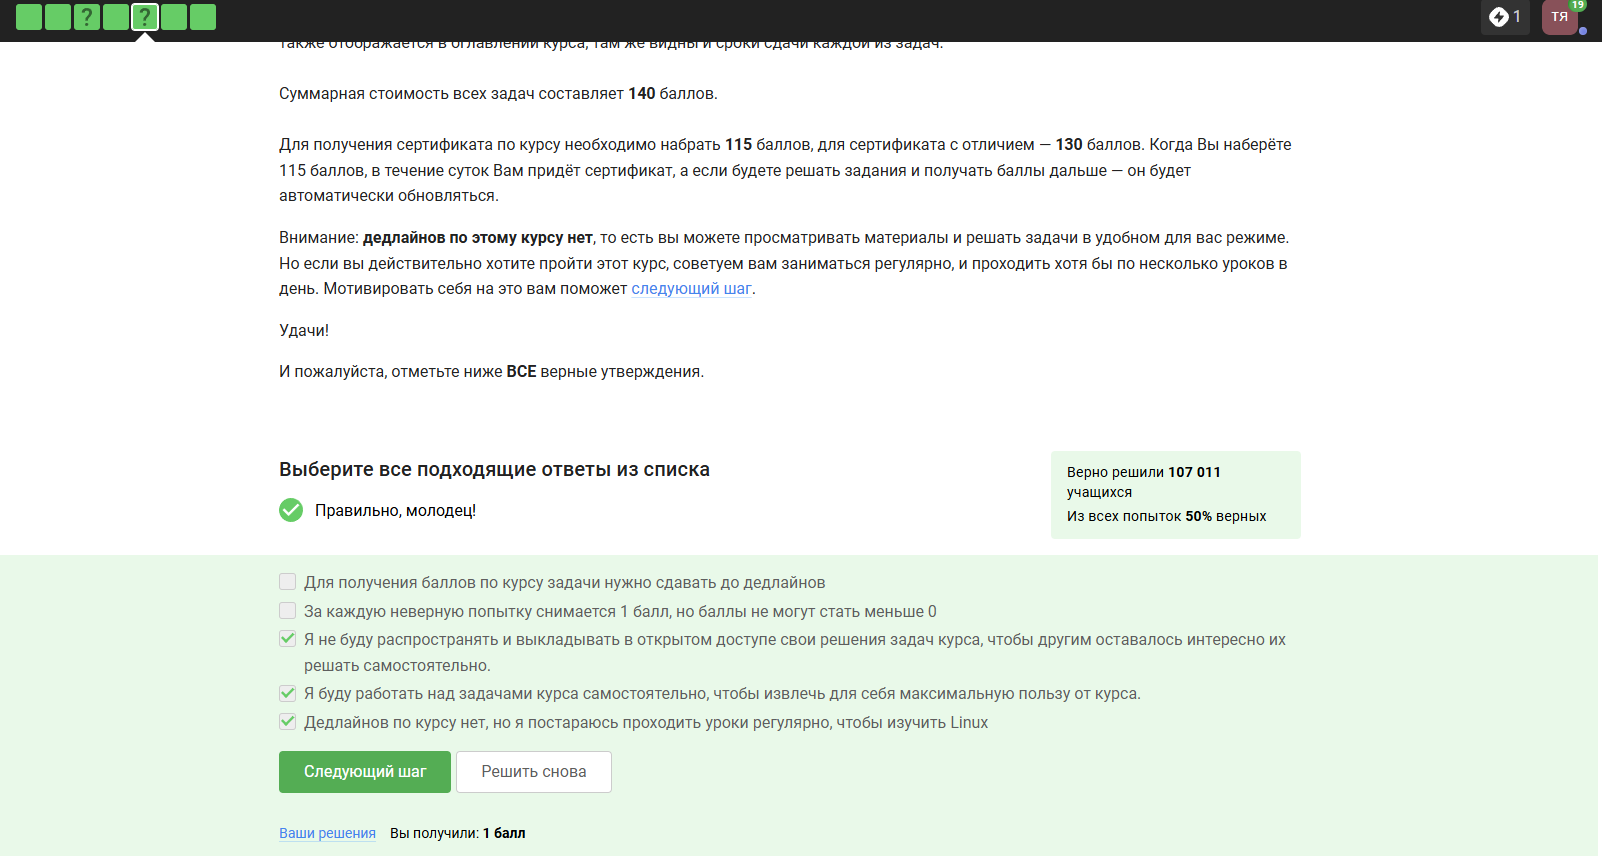 ? ?
1
ТЯ
19
также отображается в оглавлении курса, там же видны и сроки сдачи каждой из задач.
Суммарная стоимость всех задач составляет 140 баллов.
Для получения сертификата по курсу необходимо набрать 115 баллов, для сертификата с отличием — 130 баллов. Когда Вы наберёте
115 баллов, в течение суток Вам придёт сертификат, а если будете решать задания и получать баллы дальше — он будет
автоматически обновляться.
Внимание: дедлайнов по этому курсу нет, то есть вы можете просматривать материалы и решать задачи в удобном для вас режиме.
Но если вы действительно хотите пройти этот курс, советуем вам заниматься регулярно, и проходить хотя бы по несколько уроков в
день. Мотивировать себя на это вам поможет следующий шаг.
Удачи!
И пожалуйста, отметьте ниже ВСЕ верные утверждения.
Выберите все подходящие ответы из списка
Правильно, молодец!
Верно решили 107 011
учащихся
Из всех попыток 50% верных
Для получения баллов по курсу задачи нужно сдавать до дедлайнов
За каждую неверную попытку снимается 1 балл, но баллы не могут стать меньше 0
Я не буду распространять и выкладывать в открытом доступе свои решения задач курса, чтобы другим оставалось интересно их
решать самостоятельно.
Я буду работать над задачами курса самостоятельно, чтобы извлечь для себя максимальную пользу от курса.
Дедлайнов по курсу нет, но я постараюсь проходить уроки регулярно, чтобы изучить Linux
Следующий шаг
Решить снова
Ваши решения Вы получили: 1 балл